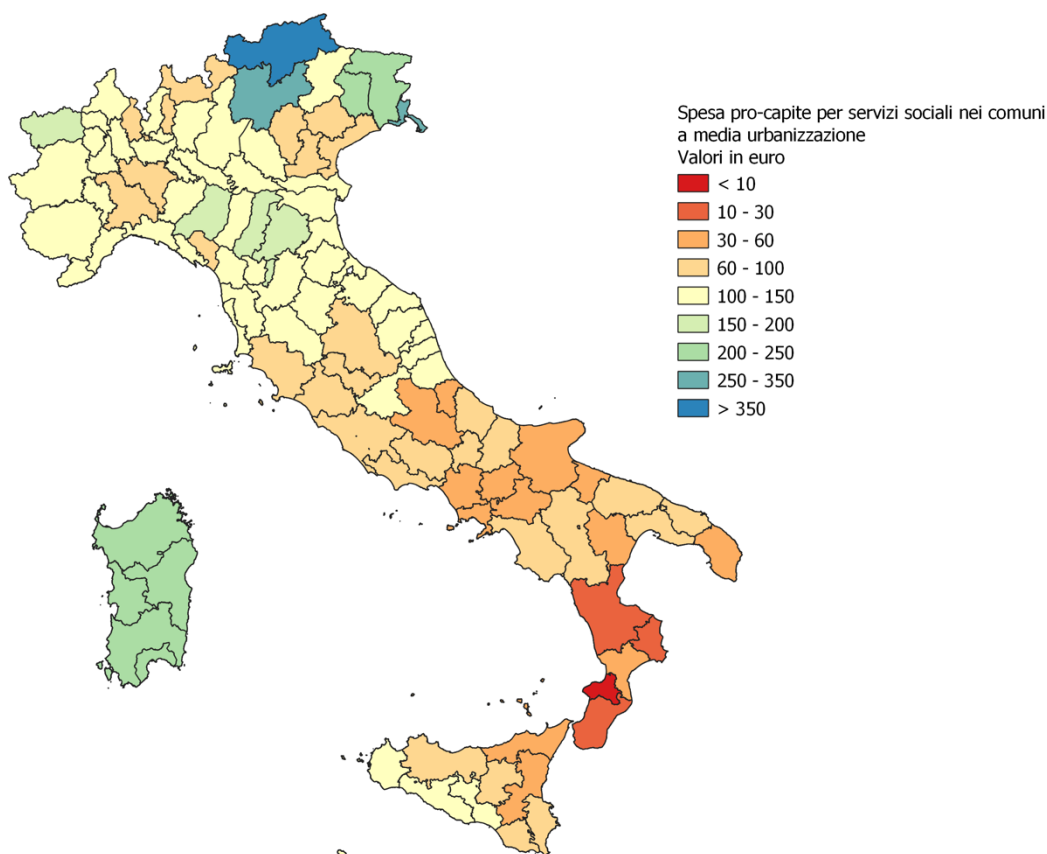 Spesa pro-capite per servizi sociali nei comuni
a media urbanizzazione
Valori in euro
< 10
10 - 30
30 - 60
60 - 100
100 - 150
150 - 200
200 - 250
250 - 350
> 350